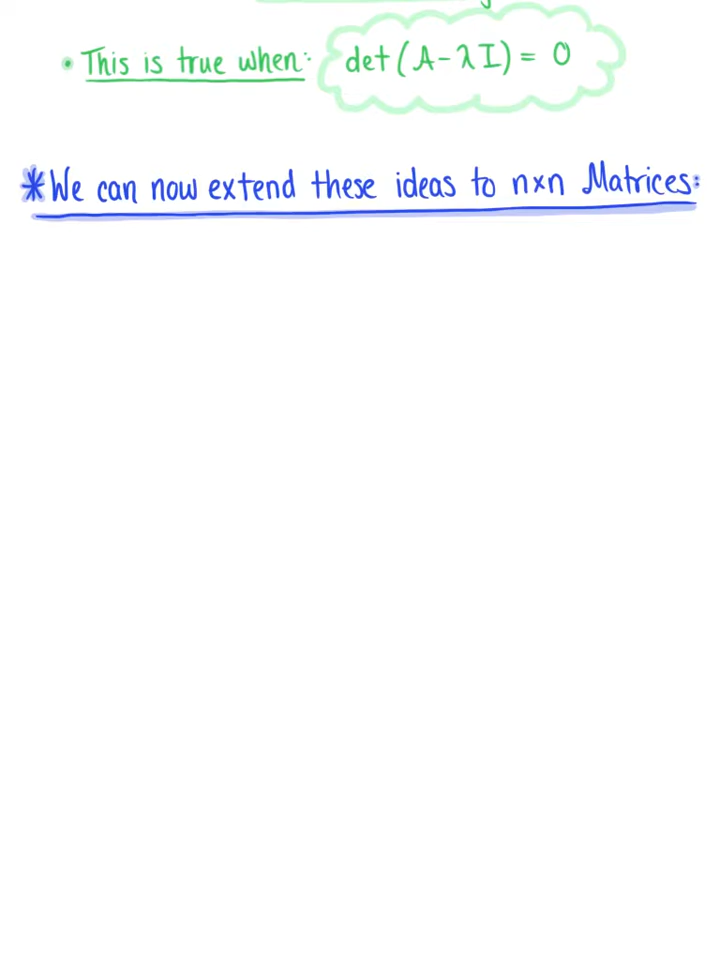 • This is true when: det(A-λI) = 0
*We can now extend these ideas to n×n Matrices: